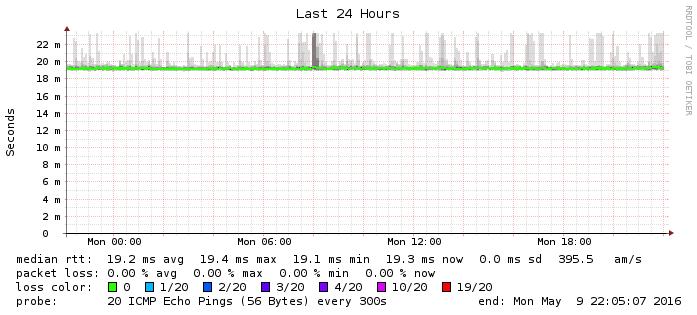 Last 24 Hours
RRDTOOL / TOBI OETIKER
Seconds
22 m
20 m
18 m
16 m
14 m
12 m
10 m
8 m
6 m
4 m
2 m
0
Mon 00:00 Mon 06:00 Mon 12:00 Mon 18:00
median rtt: 19.2 ms avg 19.4 ms max 19.1 ms min 19.3 ms now 0.0 ms sd 395.5 am/s
packet loss: 0.00 % avg 0.00 % max 0.00 % min 0.00 % now
loss color: 0 1/20 2/20 3/20 4/20 10/20 19/20
probe: 20 ICMP Echo Pings (56 Bytes) every 300s end: Mon May 9 22:05:07 2016